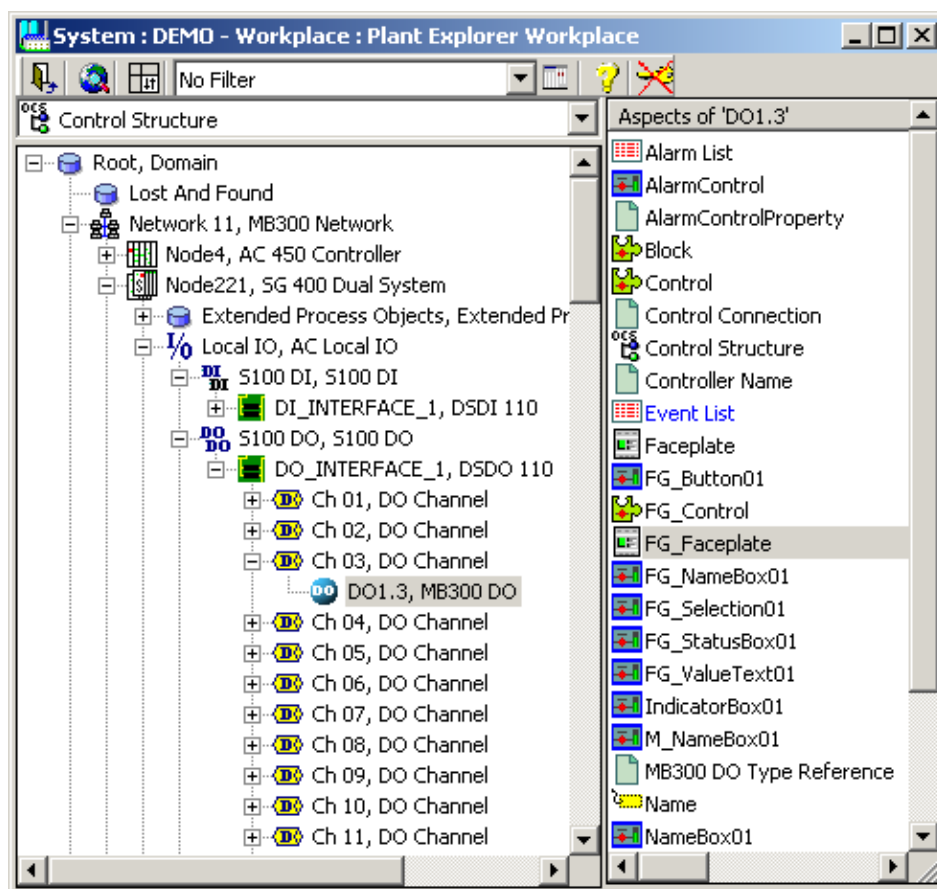 System : DEMO - Workplace : Plant Explorer Workplace
No Filter
Control Structure
Root, Domain
Lost And Found
Network 11, MB300 Network
Node4, AC 450 Controller
Node221, SG 400 Dual System
Extended Process Objects, Extended Pr
I/O Local IO, AC Local IO
DI DI S100 DI, S100 DI
DI_INTERFACE_1, DSDI 110
DO DO S100 DO, S100 DO
DO_INTERFACE_1, DSDO 110
D Ch 01, DO Channel
D Ch 02, DO Channel
D Ch 03, DO Channel
DO DO1.3, MB300 DO
D Ch 04, DO Channel
D Ch 05, DO Channel
D Ch 06, DO Channel
D Ch 07, DO Channel
D Ch 08, DO Channel
D Ch 09, DO Channel
D Ch 10, DO Channel
D Ch 11, DO Channel
Aspects of 'DO1.3'
Alarm List
AlarmControl
AlarmControlProperty
Block
Control
Control Connection
OCS Control Structure
Controller Name
Event List
Faceplate
FG_Button01
FG_Control
FG_Faceplate
FG_NameBox01
FG_Selection01
FG_StatusBox01
FG_ValueText01
IndicatorBox01
M_NameBox01
MB300 DO Type Reference
Name
NameBox01